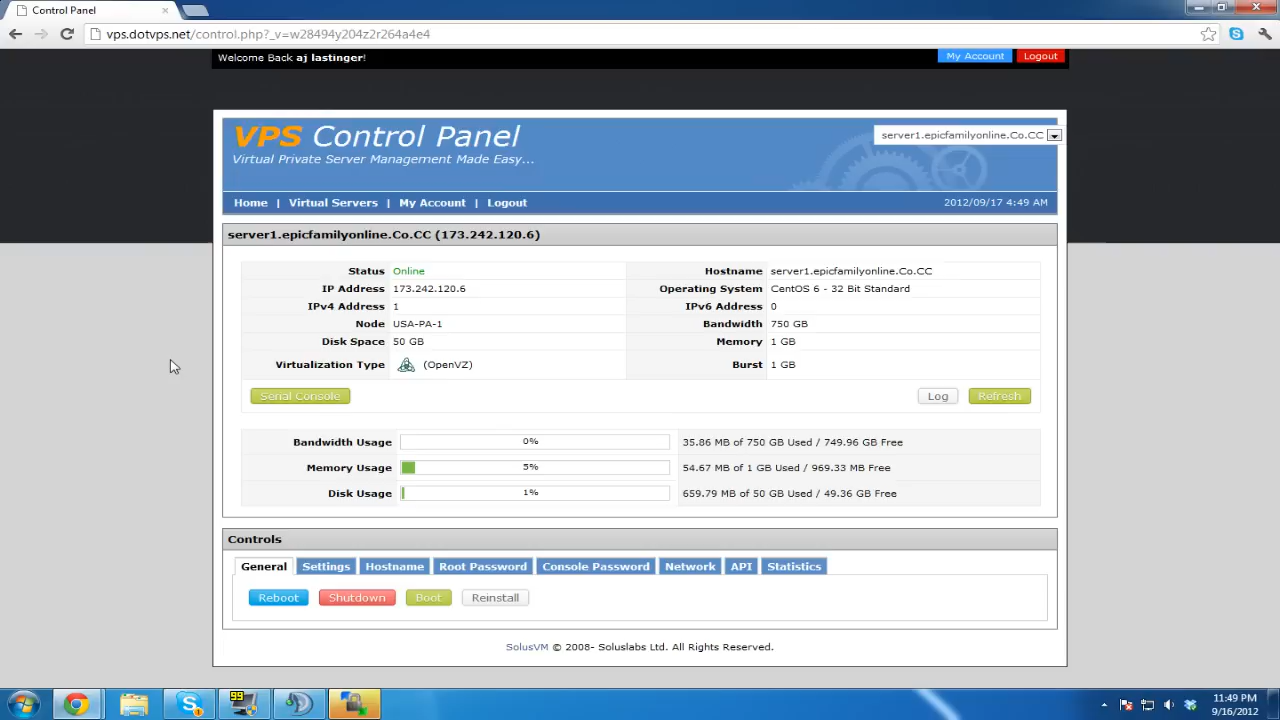 Control Panel
vps.dotvps.net/control.php?_v=w28494y204z2r264a4e4
Welcome Back aj lastinger!
My Account
Logout
VPS Control Panel
Virtual Private Server Management Made Easy...
server1.epicfamilyonline.Co.CC
Home | Virtual Servers | My Account | Logout
2012/09/17 4:49 AM
server1.epicfamilyonline.Co.CC (173.242.120.6)
Status Online Hostname server1.epicfamilyonline.Co.CC
IP Address 173.242.120.6 Operating System CentOS 6 - 32 Bit Standard
IPv4 Address 1 IPv6 Address 0
Node USA-PA-1 Bandwidth 750 GB
Disk Space 50 GB Memory 1 GB
Virtualization Type (OpenVZ) Burst 1 GB
Serial Console Log Refresh
Bandwidth Usage 0% 35.86 MB of 750 GB Used / 749.96 GB Free
Memory Usage 5% 54.67 MB of 1 GB Used / 969.33 MB Free
Disk Usage 1% 659.79 MB of 50 GB Used / 49.36 GB Free
Controls
General Settings Hostname Root Password Console Password Network API Statistics
Reboot Shutdown Boot Reinstall
SolusVM © 2008- Soluslabs Ltd. All Rights Reserved.
99
11:49 PM
9/16/2012